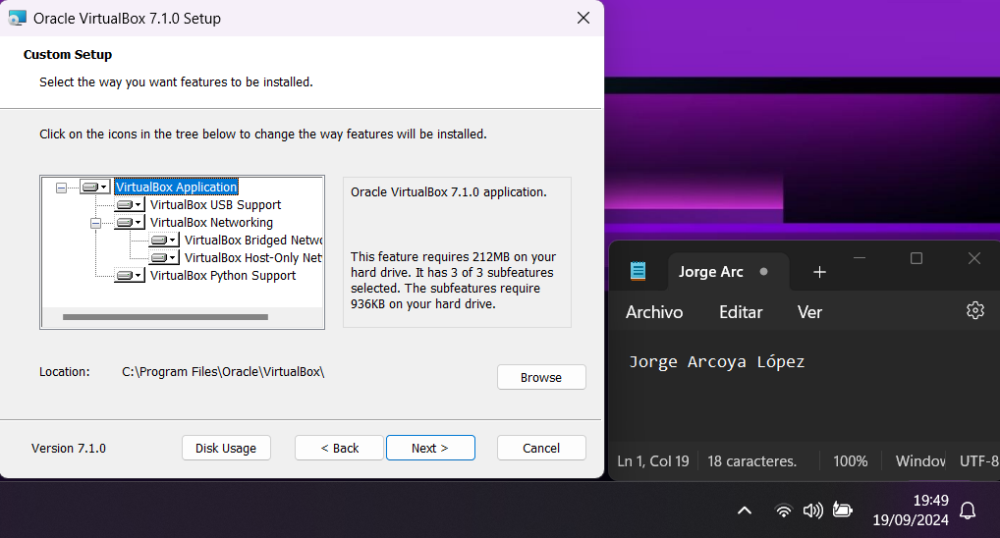 Oracle VirtualBox 7.1.0 Setup
Custom Setup
Select the way you want features to be installed.
Click on the icons in the tree below to change the way features will be installed.
VirtualBox Application
VirtualBox USB Support
VirtualBox Networking
VirtualBox Bridged Netwo
VirtualBox Host-Only Net
VirtualBox Python Support
Oracle VirtualBox 7.1.0 application.
This feature requires 212MB on your
hard drive. It has 3 of 3 subfeatures
selected. The subfeatures require
936KB on your hard drive.
Location: C:\Program Files\Oracle\VirtualBox\
Browse
Version 7.1.0
Disk Usage
< Back
Next >
Cancel
Jorge Arc
Archivo Editar Ver
Jorge Arcoya López
Ln 1, Col 19 18 caracteres. 100% Window UTF-8
19:49
19/09/2024